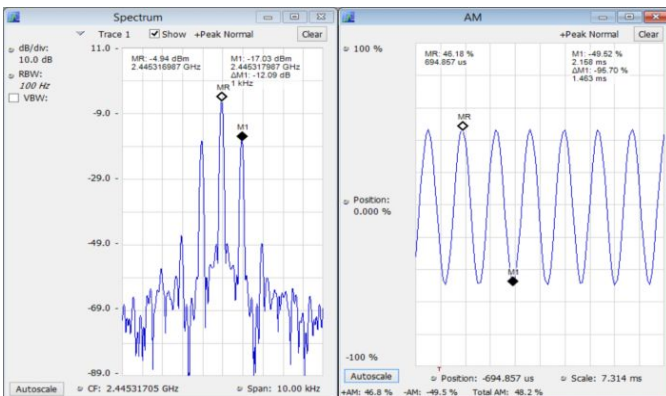 Spectrum
dB/div:
10.0 dB
RBW:
100 Hz
VBW:
Trace 1
Show
+Peak Normal
Clear
11.0
MR: -4.94 dBm
2.445316987 GHz
M1: -17.03 dBm
2.445317987 GHz
ΔM1: -12.09 dB
1 kHz
MR
M1
-9.0
-29.0
-49.0
-69.0
-89.0
Autoscale
CF: 2.44531705 GHz
Span: 10.00 kHz
AM
+Peak Normal
Clear
100 %
MR: 46.18 %
694.857 us
M1: -49.52 %
2.158 ms
ΔM1: -95.70 %
1.463 ms
MR
Position:
0.000 %
M1
-100 %
T
Autoscale
Position: -694.857 us
Scale: 7.314 ms
+AM: 46.8 %
-AM: -49.5 %
Total AM: 48.2 %